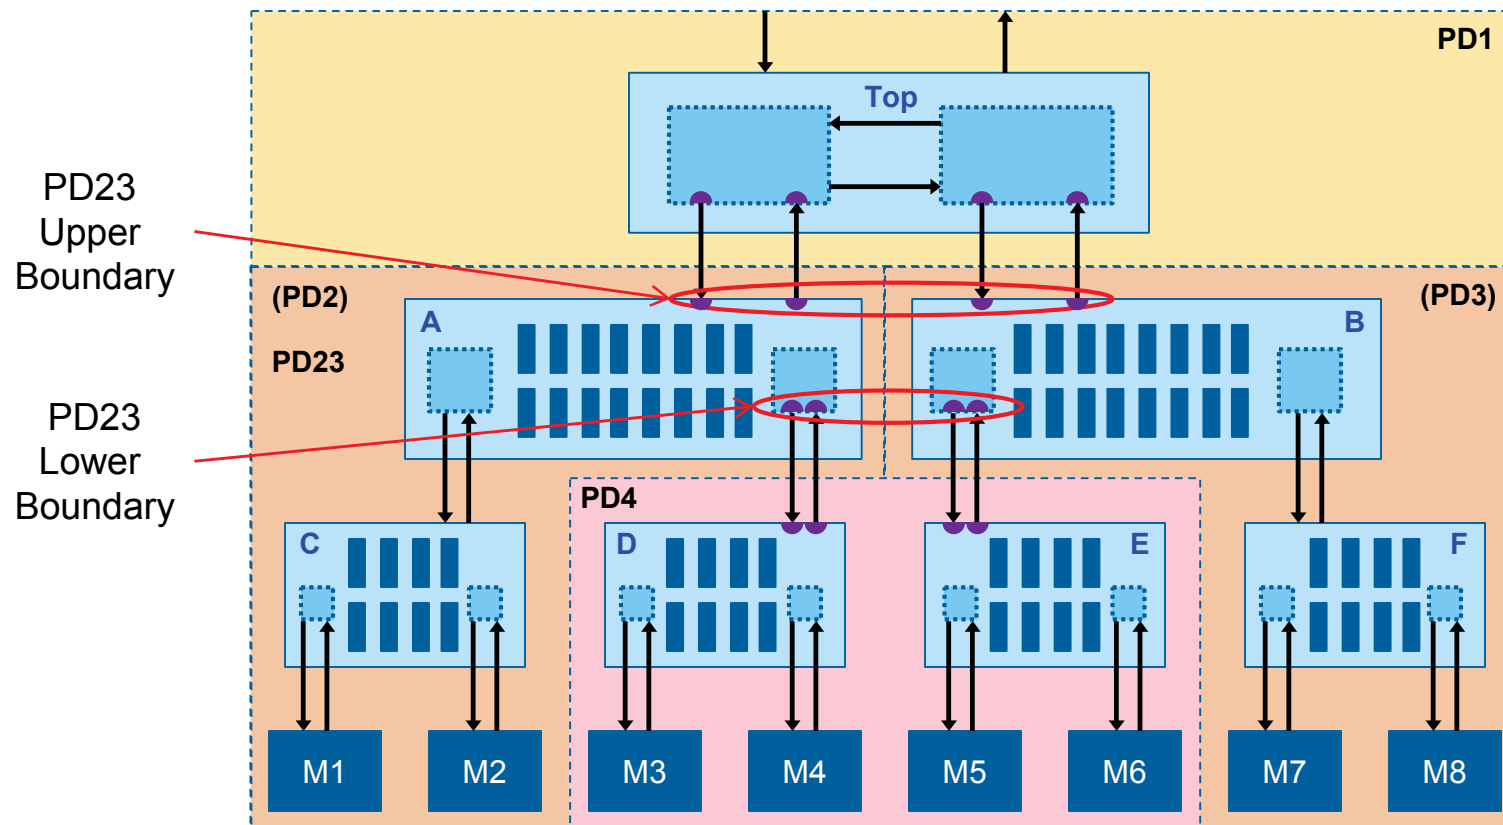 PD1
Top
PD23
Upper
Boundary
(PD2)
(PD3)
A
B
PD23
PD23
Lower
Boundary
PD4
C
D
E
F
M1
M2
M3
M4
M5
M6
M7
M8